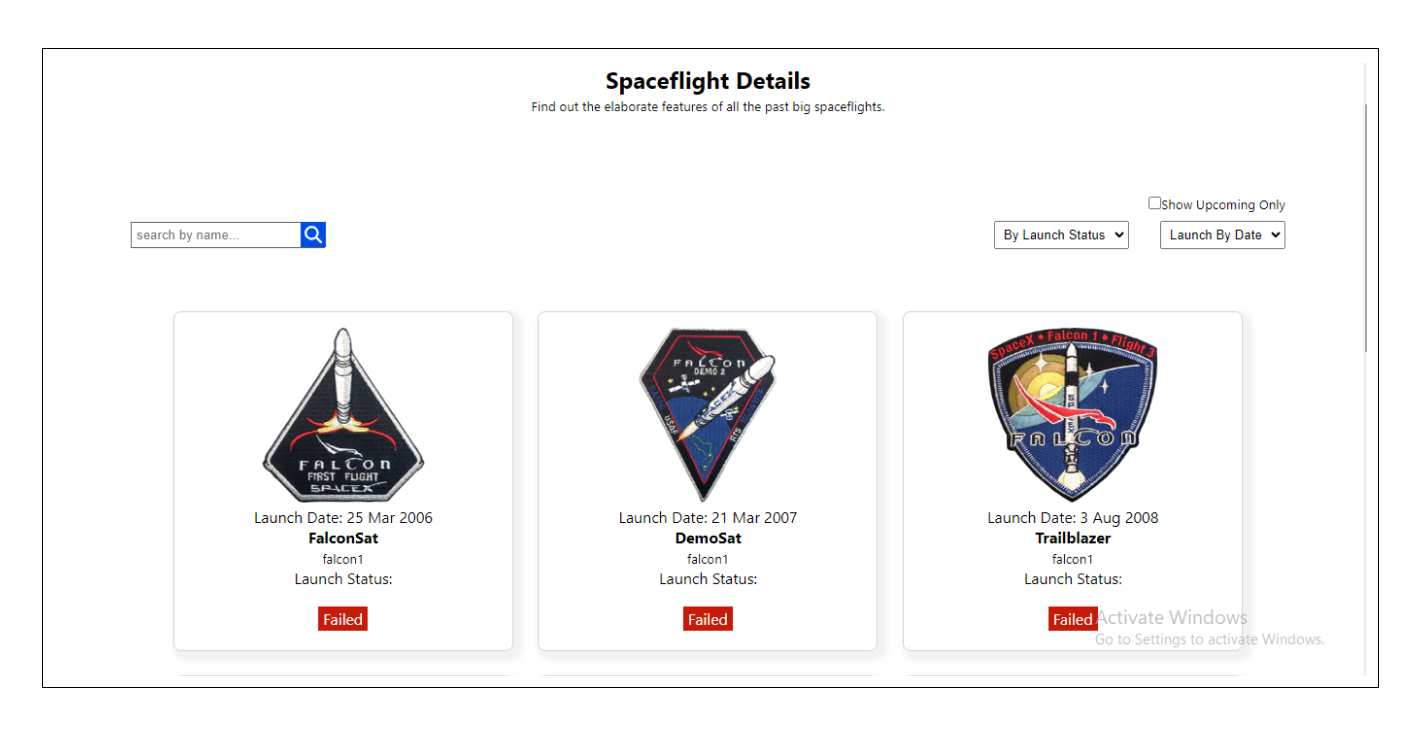 Spaceflight Details
Find out the elaborate features of all the past big spaceflights.
Show Upcoming Only
search by name...
By Launch Status
Launch By Date
FALCON
FIRST FLIGHT
SPACEX
Launch Date: 25 Mar 2006
FalconSat
falcon1
Launch Status:
Failed
FALCON
DEMO 2
SPACEX
USAF
RTS
Launch Date: 21 Mar 2007
DemoSat
falcon1
Launch Status:
Failed
SpaceX • Falcon 1 • Flight 3
SPACEX
FALCON
Launch Date: 3 Aug 2008
Trailblazer
falcon1
Launch Status:
Failed
Activate Windows
Go to Settings to activate Windows.